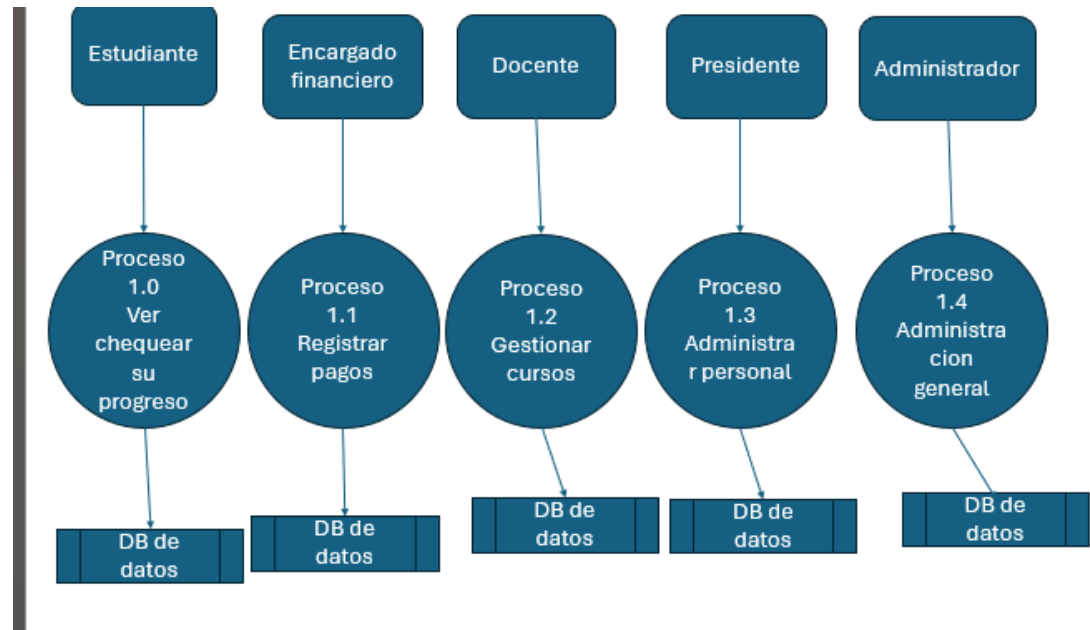 Estudiante
Encargado
financiero
Docente
Presidente
Administrador
Proceso
1.0
Ver
chequear
su
progreso
Proceso
1.1
Registrar
pagos
Proceso
1.2
Gestionar
cursos
Proceso
1.3
Administra
r personal
Proceso
1.4
Administra
cion
general
DB de
datos
DB de
datos
DB de
datos
DB de
datos
DB de
datos